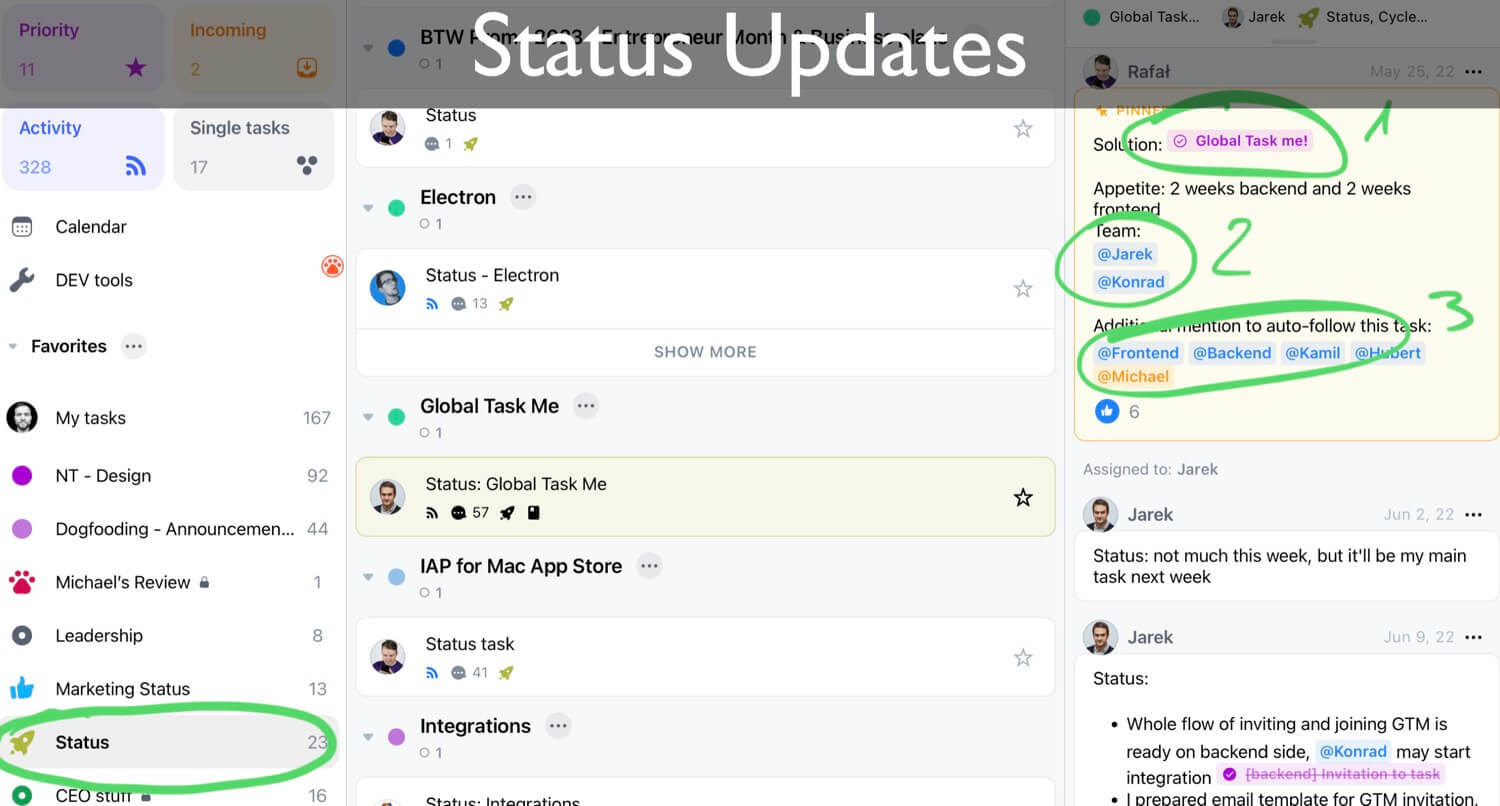 Status Updates
Priority
11
Incoming
2
Activity
328
Single tasks
17
Calendar
DEV tools
Favorites
My tasks
167
NT - Design
92
Dogfooding - Announcemen...
44
Michael's Review
1
Leadership
8
Marketing Status
13
Status
23
CEO stuff
16
1
Status
1
Electron
1
Status - Electron
13
SHOW MORE
Global Task Me
1
Status: Global Task Me
57
IAP for Mac App Store
1
Status task
41
Integrations
1
Status: Integrations
Global Task...
Jarek
Status, Cycle...
Rafał
May 25, 22
Solution: Global Task me!
1
Appetite: 2 weeks backend and 2 weeks
frontend
Team:
@Jarek
@Konrad
2
Additional mention to auto-follow this task:
3
@Frontend @Backend @Kamil @Hubert
@Michael
6
Assigned to: Jarek
Jarek
Jun 2, 22
Status: not much this week, but it'll be my main
task next week
Jarek
Jun 9, 22
Status:
• Whole flow of inviting and joining GTM is
ready on backend side, @Konrad may start
integration [backend] Invitation to task
• I prepared email template for GTM invitation,